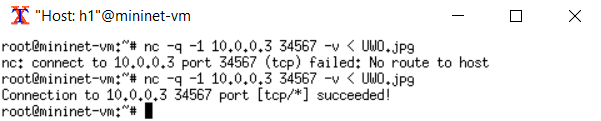 "Host: h1"@mininet-vm
root@mininet-vm:~# nc -q -1 10.0.0.3 34567 -v < UWO.jpg
nc: connect to 10.0.0.3 port 34567 (tcp) failed: No route to host
root@mininet-vm:~# nc -q -1 10.0.0.3 34567 -v < UWO.jpg
Connection to 10.0.0.3 34567 port [tcp/*] succeeded!
root@mininet-vm:~#